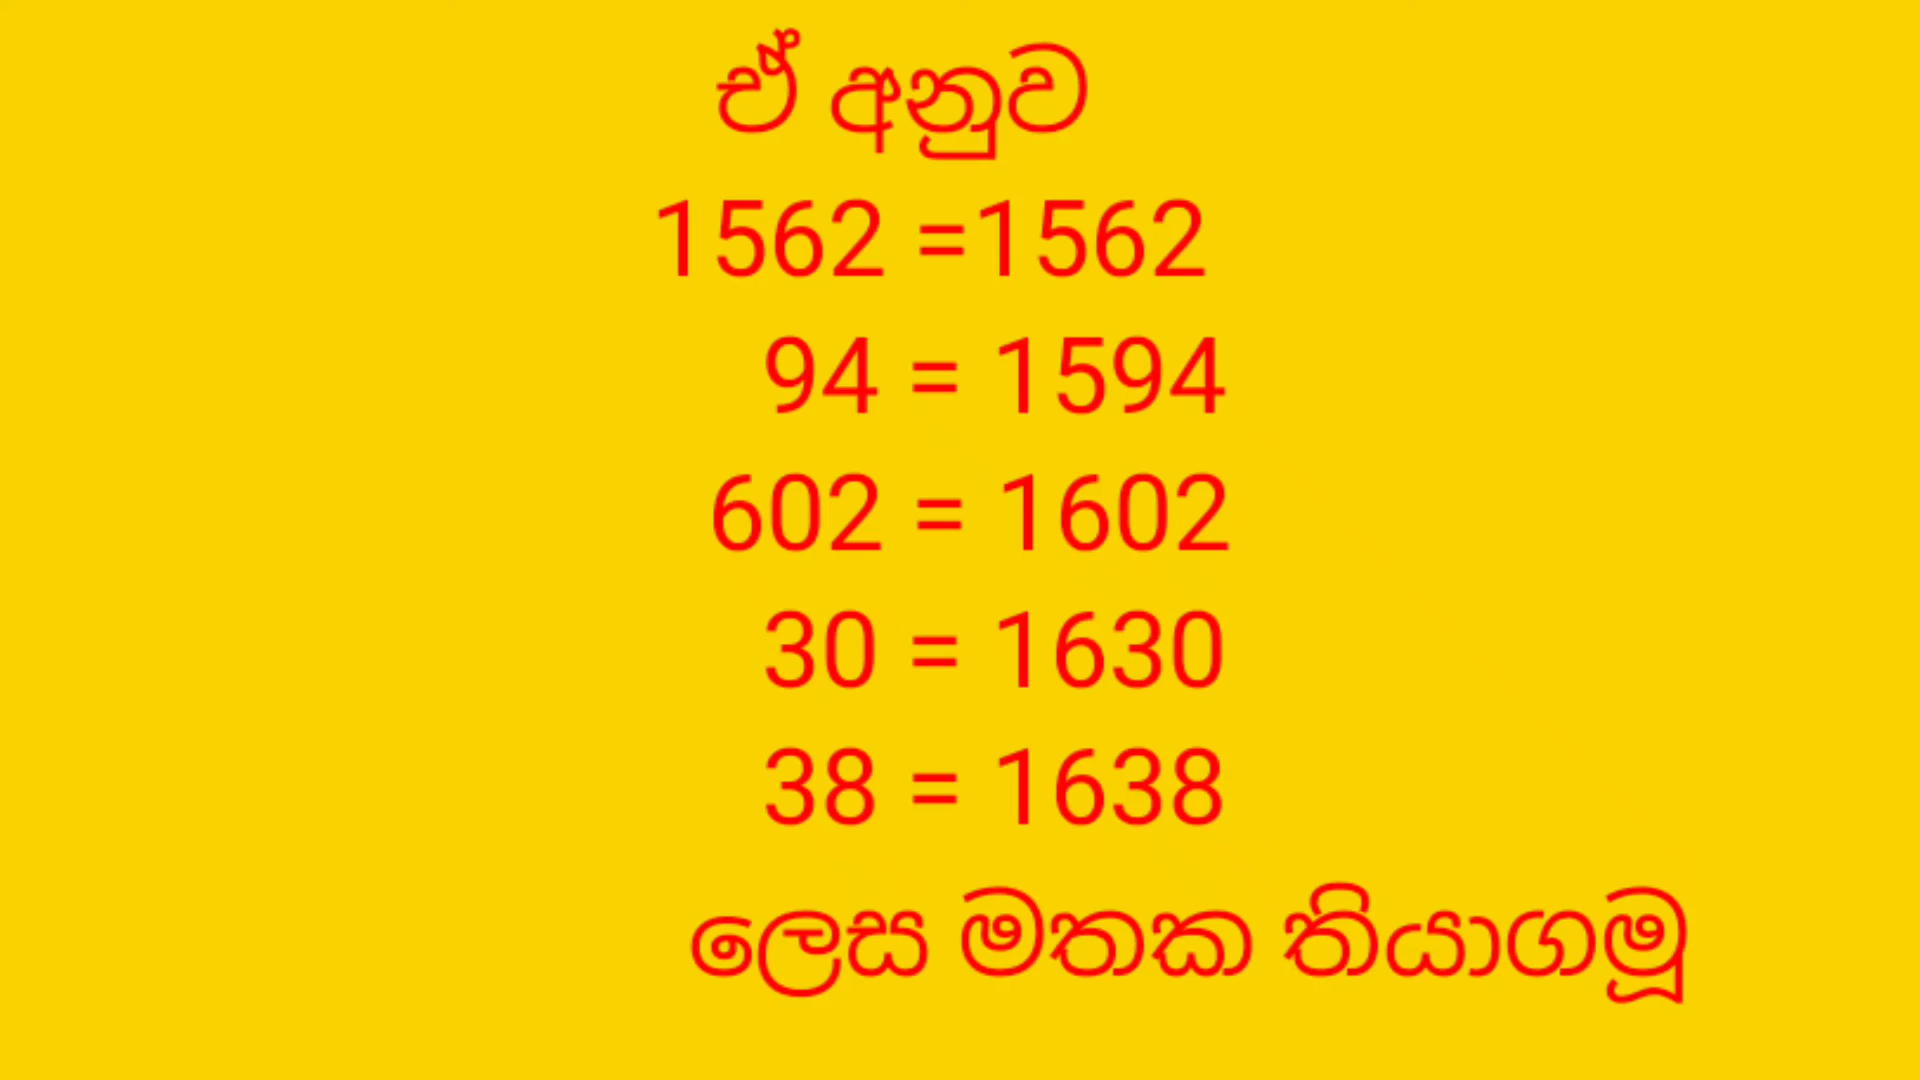 ඒ අනුව
1562 =1562
94 = 1594
602 = 1602
30 = 1630
38 = 1638
ලෙස මතක තියාගමූ